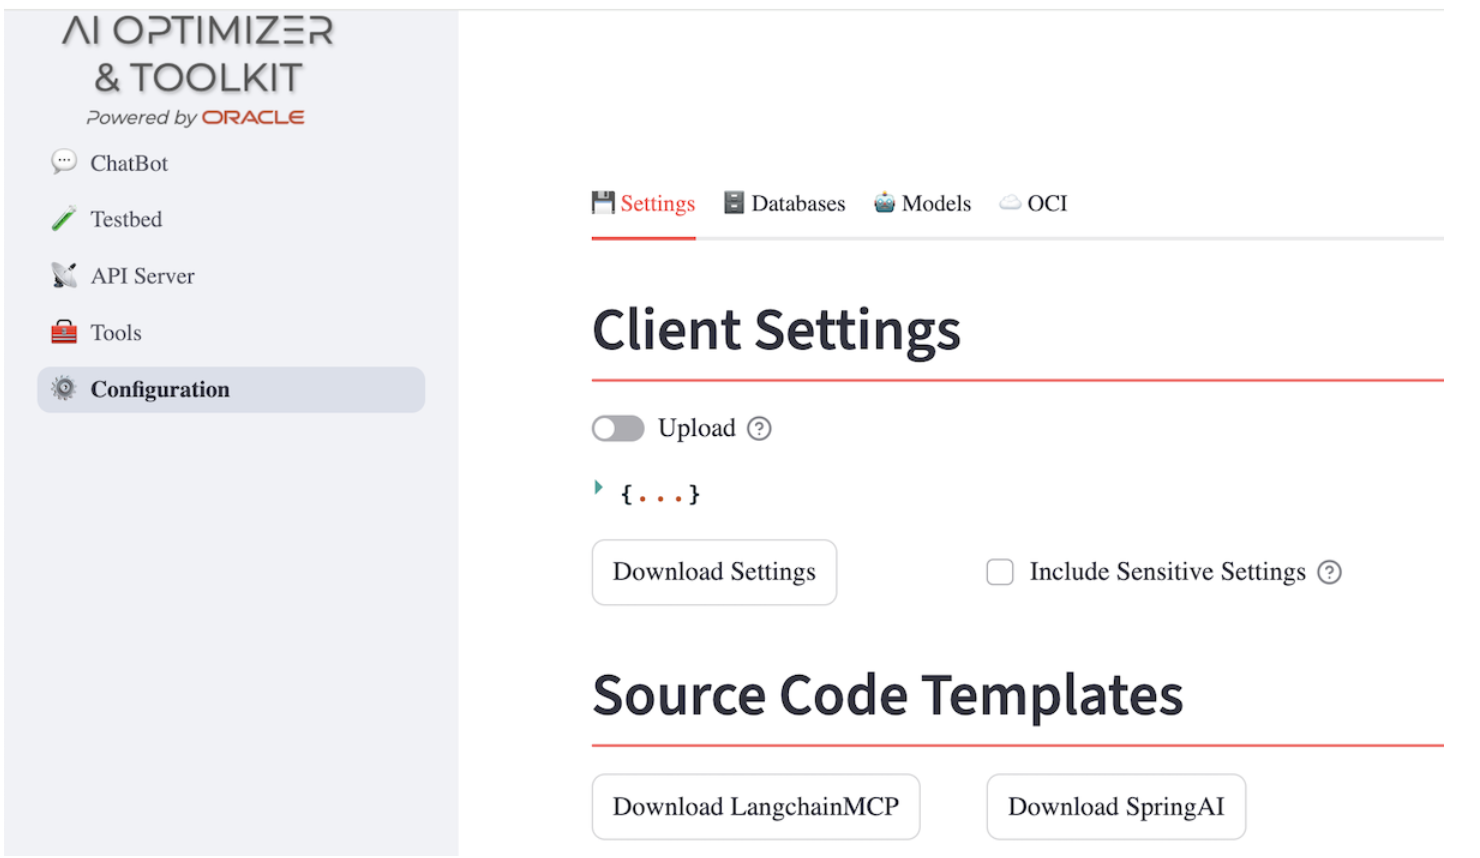 AI OPTIMIZER
& TOOLKIT
Powered by ORACLE
ChatBot
Testbed
API Server
Tools
Configuration
Settings Databases Models OCI
Client Settings
Upload ?
{...}
Download Settings Include Sensitive Settings ?
Source Code Templates
Download LangchainMCP Download SpringAI